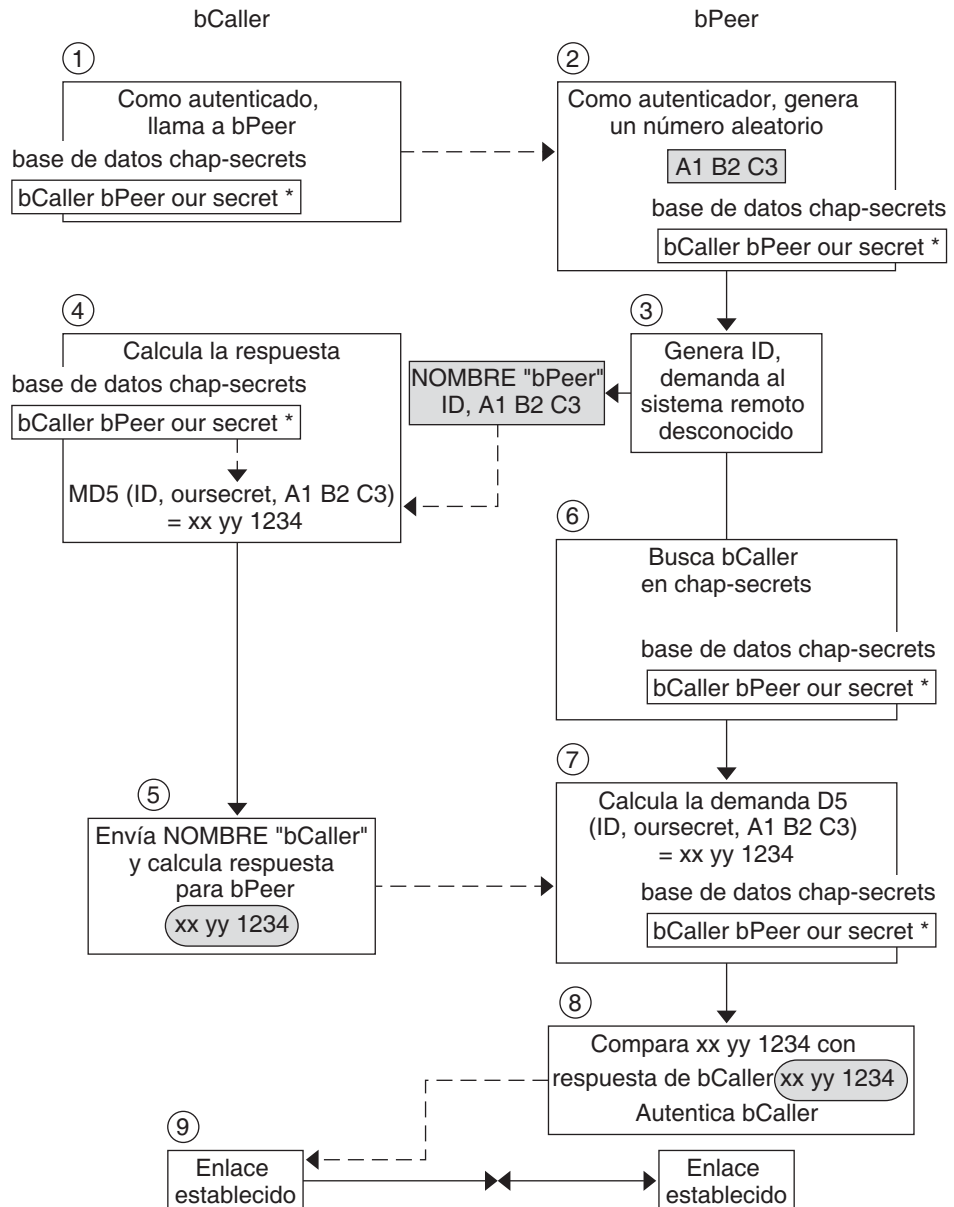 bCaller
bPeer
1
Como autenticado,
llama a bPeer
base de datos chap-secrets
bCaller bPeer our secret *
2
Como autenticador, genera
un número aleatorio
A1 B2 C3
base de datos chap-secrets
bCaller bPeer our secret *
3
Genera ID,
demanda al
sistema remoto
desconocido
NOMBRE "bPeer"
ID, A1 B2 C3
4
Calcula la respuesta
base de datos chap-secrets
bCaller bPeer our secret *
MD5 (ID, oursecret, A1 B2 C3)
= xx yy 1234
5
Envía NOMBRE "bCaller"
y calcula respuesta
para bPeer
xx yy 1234
6
Busca bCaller
en chap-secrets
base de datos chap-secrets
bCaller bPeer our secret *
7
Calcula la demanda D5
(ID, oursecret, A1 B2 C3)
= xx yy 1234
base de datos chap-secrets
bCaller bPeer our secret *
8
Compara xx yy 1234 con
respuesta de bCaller xx yy 1234
Autentica bCaller
9
Enlace
establecido
Enlace
establecido